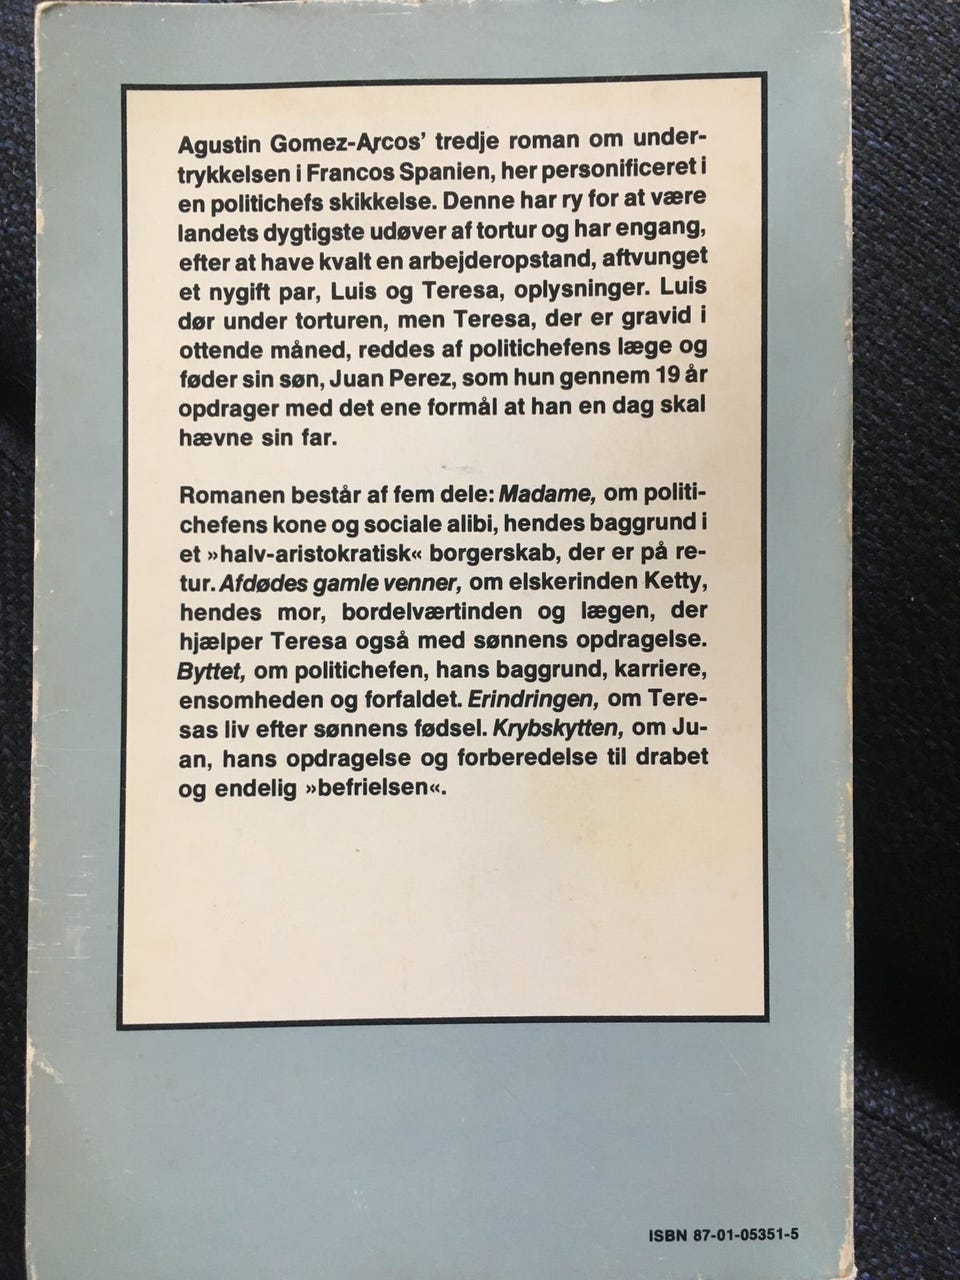 Agustin Gomez-Arcos' tredje roman om under-
trykkelsen i Francos Spanien, her personificeret i
en politichefs skikkelse. Denne har ry for at være
landets dygtigste udøver af tortur og har engang,
efter at have kvalt en arbejderopstand, aftvunget
et nygift par, Luis og Teresa, oplysninger. Luis
dør under torturen, men Teresa, der er gravid i
ottende måned, reddes af politichefens læge og
føder sin søn, Juan Perez, som hun gennem 19 år
opdrager med det ene formål at han en dag skal
hævne sin far.
Romanen består af fem dele: Madame, om politi-
chefens kone og sociale alibi, hendes baggrund i
et »halv-aristokratisk« borgerskab, der er på re-
tur. Afdødes gamle venner, om elskerinden Ketty,
hendes mor, bordelværtinden og lægen, der
hjælper Teresa også med sønnens opdragelse.
Byttet, om politichefen, hans baggrund, karriere,
ensomheden og forfaldet. Erindringen, om Tere-
sas liv efter sønnens fødsel. Krybskytten, om Ju-
an, hans opdragelse og forberedelse til drabet
og endelig »befrielsen«.
ISBN 87-01-05351-5